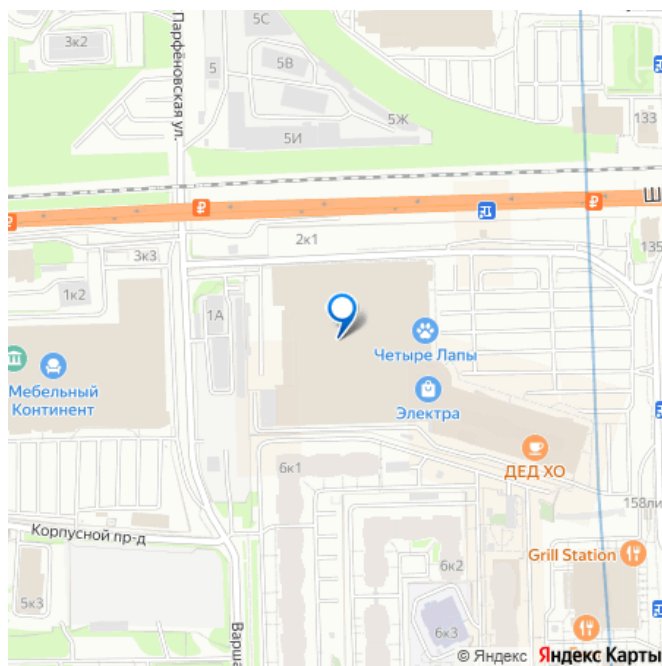 5С
3к2
Парфёновская ул.
5
5В
5Ж
5И
133
Ш
2к1
135
3к3
1к2
1А
Четыре Лапы
Мебельный
Континент
Электра
ДЕД ХО
6к1
158ли
Корпусной пр-д
Grill Station
6к2
5к3
Варша
6к3
© Яндекс
Яндекс Карты